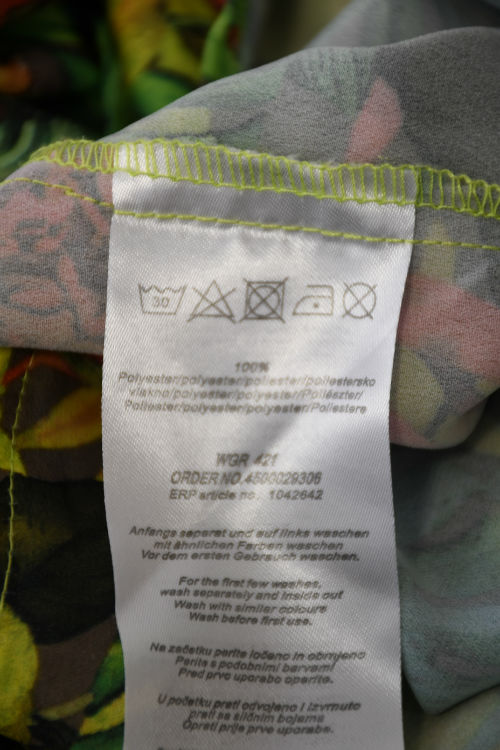 30
100%
Polyester/polyester/poliester/poliestersko
vlakno/polyester/polyester/Poliészter/
Poliester/polyester/polyester/Poliestere
WGR 421
ORDER NO.4500029306
ERP article no. 1042642
Anfangs separat und auf links waschen
mit ähnlichen Farben waschen
Vor dem ersten Gebrauch waschen.
For the first few washes,
wash separately and inside out
Wash with similar colours
Wash before first use.
Na začetku perite ločeno in obrnjeno
Perite s podobnimi barvami
Pred prvo uporabo operite.
U početku prati odvojeno i izvrnuto
prati sa sličnim bojama
Oprati prije prve uporabe.